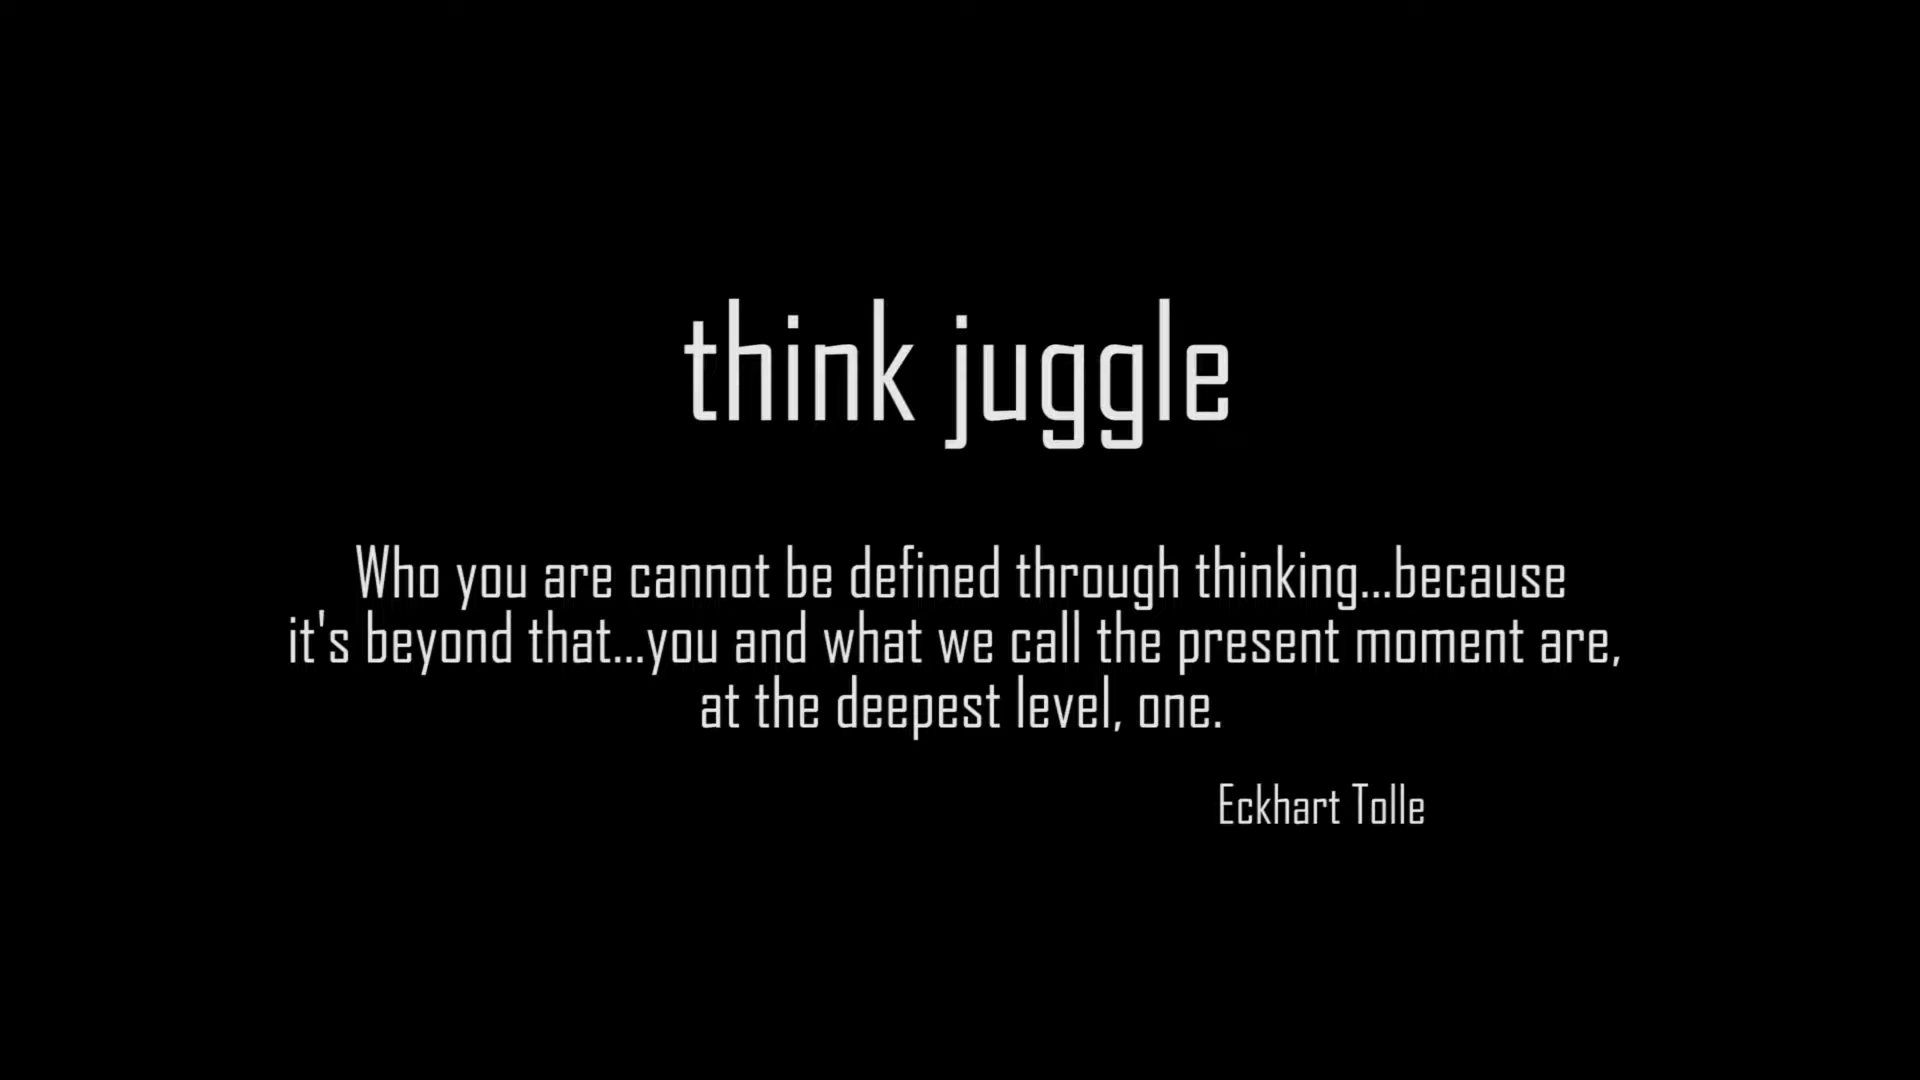 think juggle
Who you are cannot be defined through thinking...because
it's beyond that...you and what we call the present moment are,
at the deepest level, one.
Eckhart Tolle